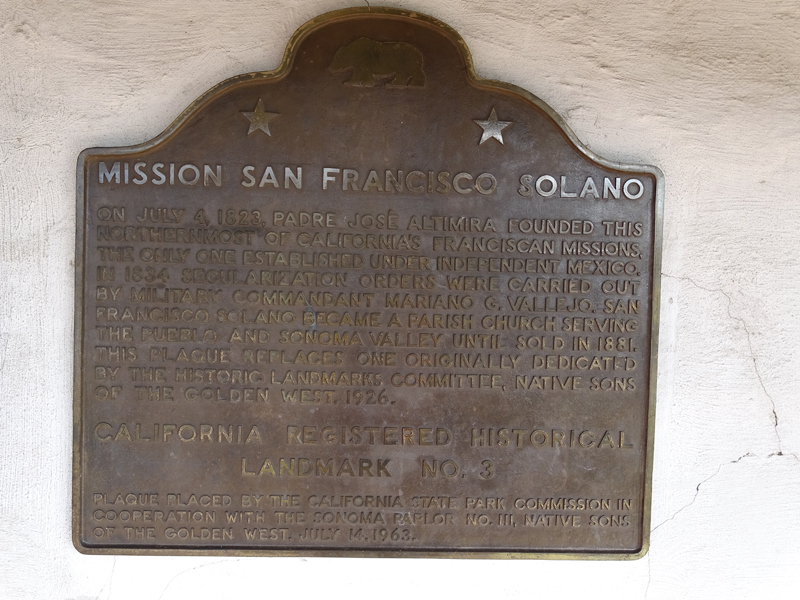 MISSION SAN FRANCISCO SOLANO
ON JULY 4, 1823, PADRE JOSÉ ALTIMIRA FOUNDED THIS
NORTHERNMOST OF CALIFORNIA'S FRANCISCAN MISSIONS,
THE ONLY ONE ESTABLISHED UNDER INDEPENDENT MEXICO.
IN 1834 SECULARIZATION ORDERS WERE CARRIED OUT
BY MILITARY COMMANDANT MARIANO G. VALLEJO. SAN
FRANCISCO SOLANO BECAME A PARISH CHURCH SERVING
THE PUEBLO AND SONOMA VALLEY UNTIL SOLD IN 1881.
THIS PLAQUE REPLACES ONE ORIGINALLY DEDICATED
BY THE HISTORIC LANDMARKS COMMITTEE, NATIVE SONS
OF THE GOLDEN WEST, 1926.
CALIFORNIA REGISTERED HISTORICAL
LANDMARK NO. 3
PLAQUE PLACED BY THE CALIFORNIA STATE PARK COMMISSION IN
COOPERATION WITH THE SONOMA PARLOR NO. 111, NATIVE SONS
OF THE GOLDEN WEST. JULY 14, 1963.